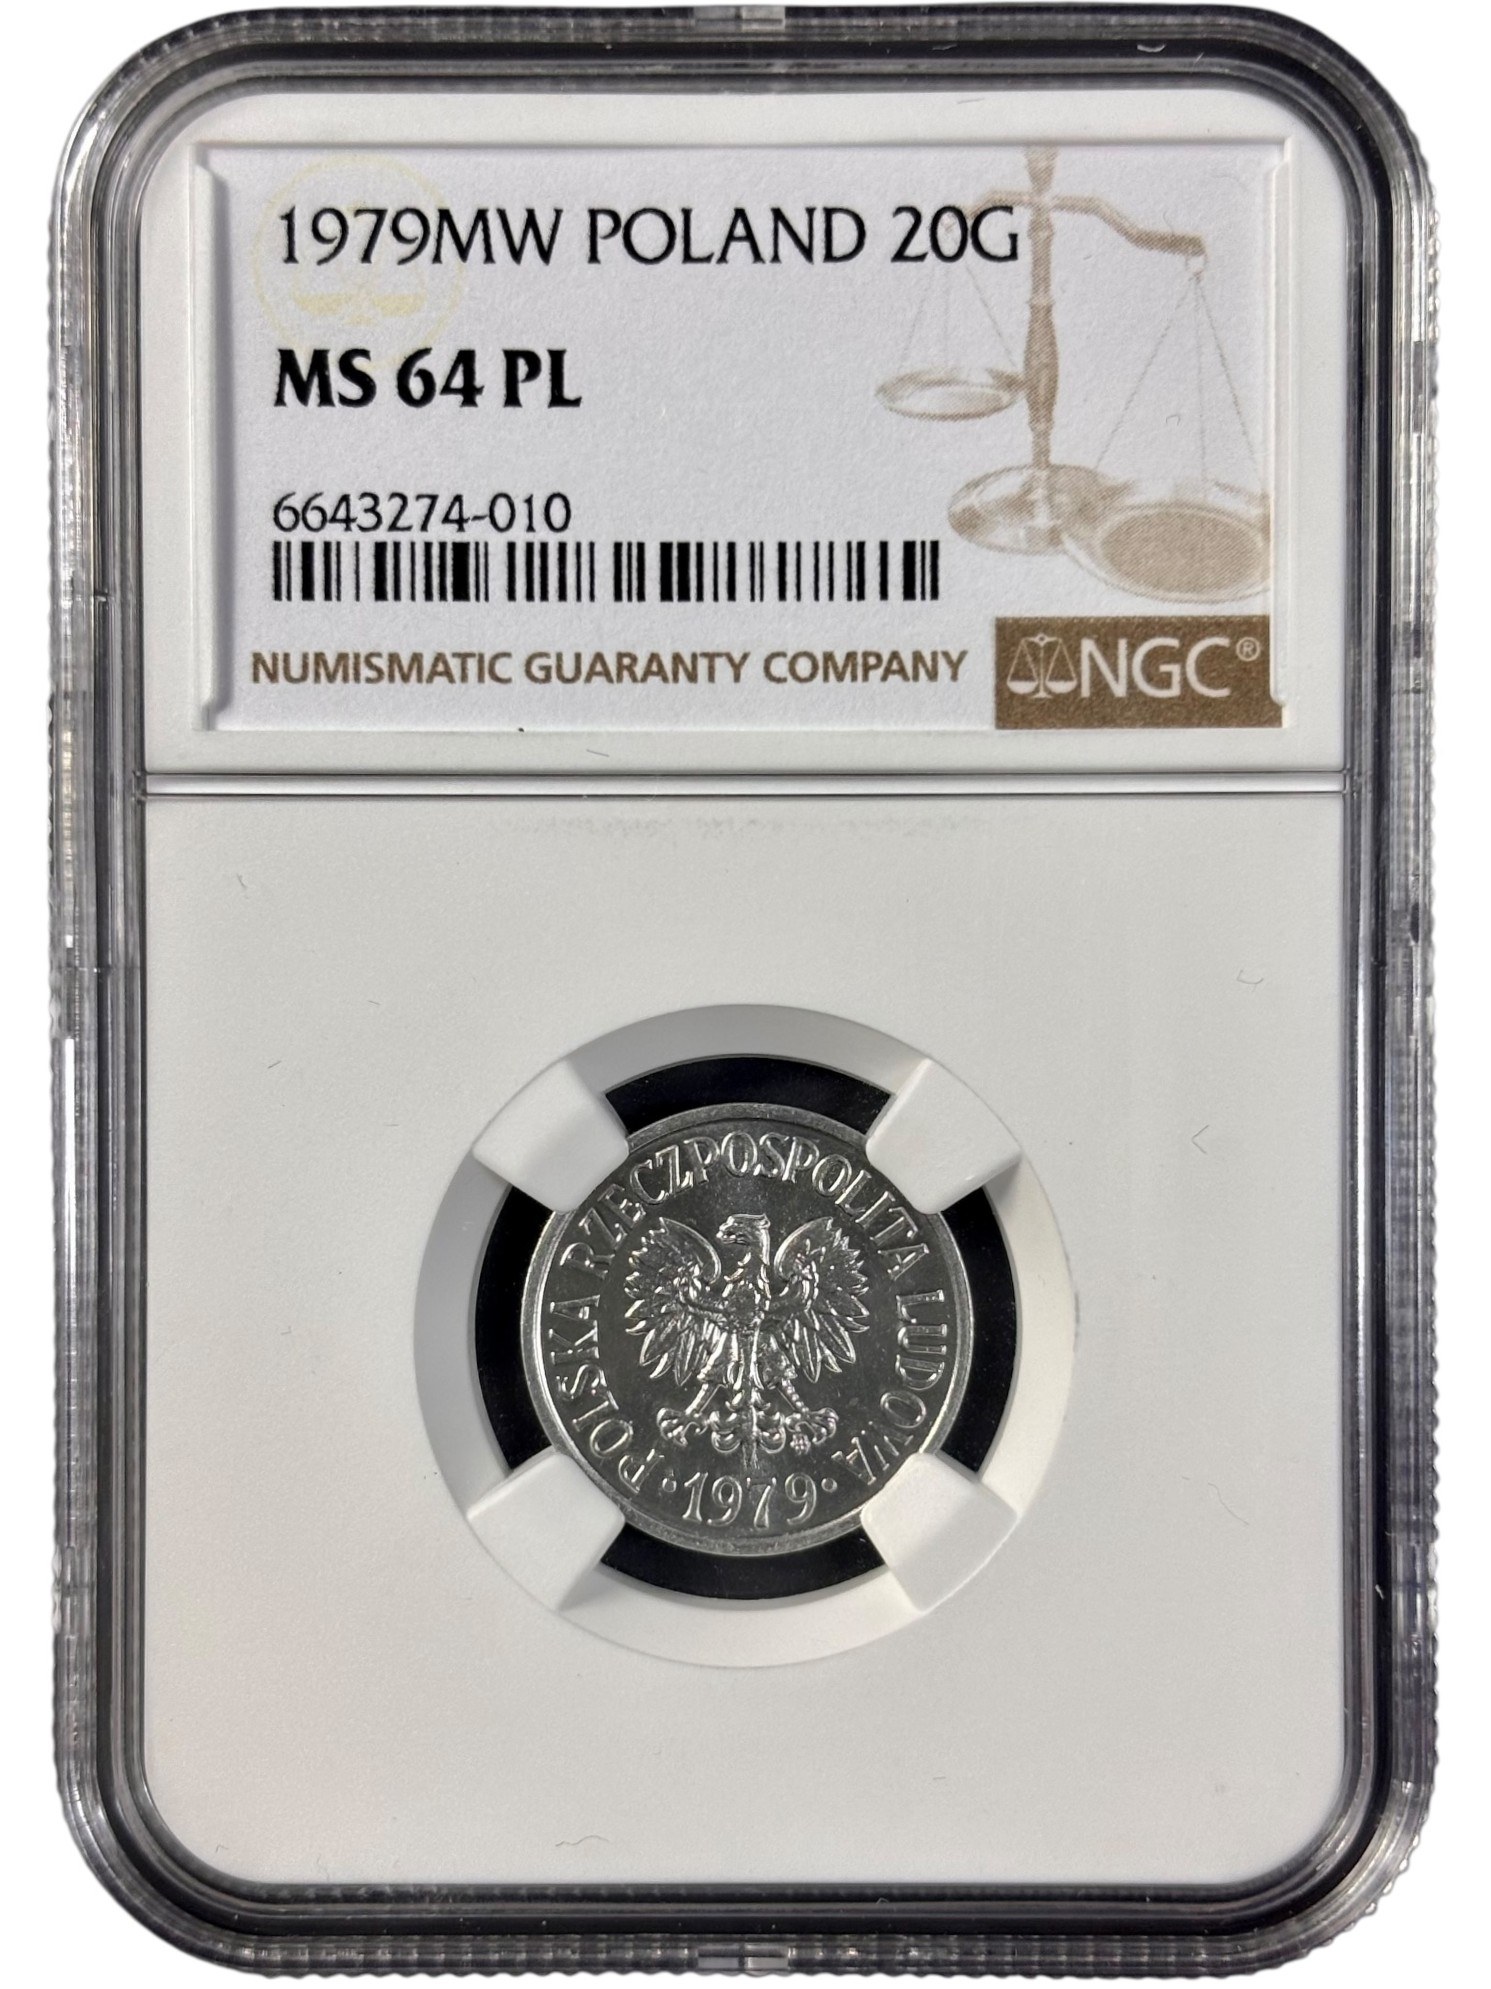 1979MW POLAND 20G
MS 64 PL
6643274-010
NUMISMATIC GUARANTY COMPANY
NGC®
POLSKA RZECZPOSPOLITA LUDOWA
1979